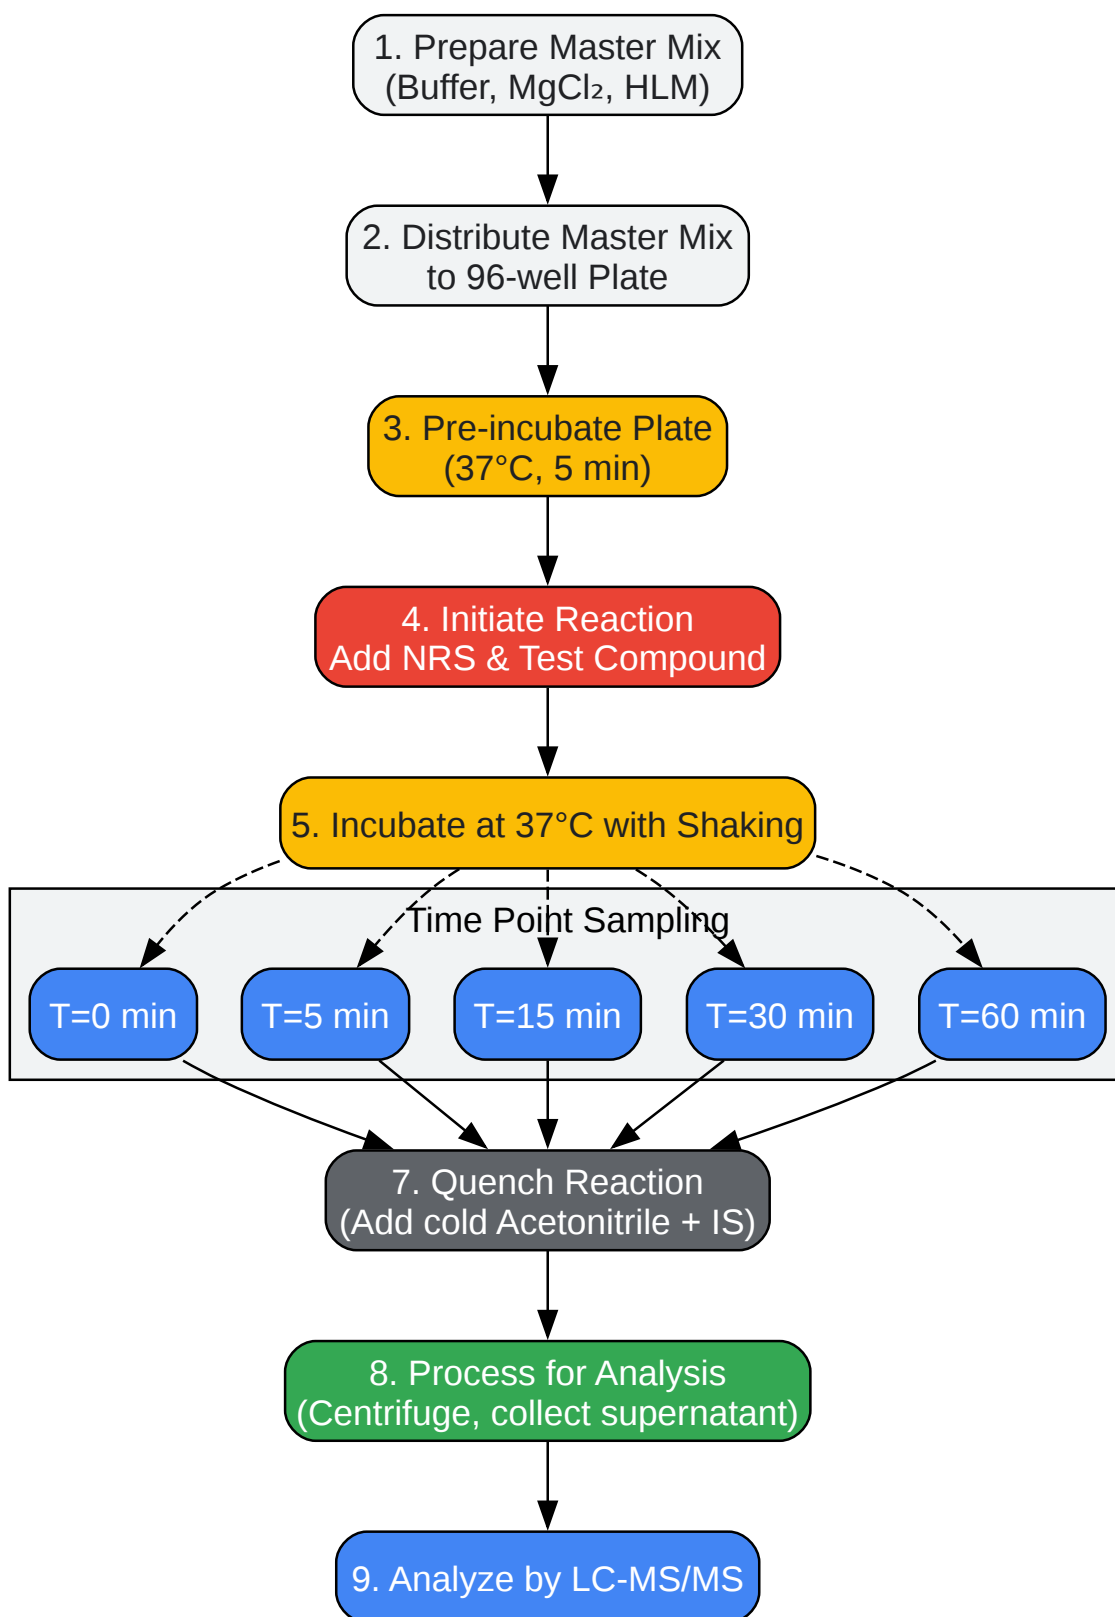 1. Prepare Master Mix
(Buffer, MgCl₂, HLM)
2. Distribute Master Mix
to 96-well Plate
3. Pre-incubate Plate
(37°C, 5 min)
4. Initiate Reaction
Add NRS & Test Compound
5. Incubate at 37°C with Shaking
Time Point Sampling
T=0 min
T=5 min
T=15 min
T=30 min
T=60 min
7. Quench Reaction
(Add cold Acetonitrile + IS)
8. Process for Analysis
(Centrifuge, collect supernatant)
9. Analyze by LC-MS/MS